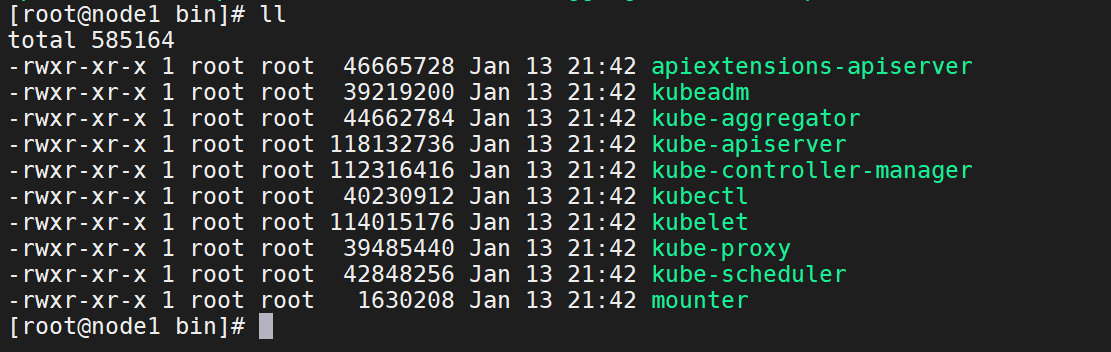 [root@node1 bin]# ll
total 585164
-rwxr-xr-x 1 root root  46665728 Jan 13 21:42 apiextensions-apiserver
-rwxr-xr-x 1 root root  39219200 Jan 13 21:42 kubeadm
-rwxr-xr-x 1 root root  44662784 Jan 13 21:42 kube-aggregator
-rwxr-xr-x 1 root root 118132736 Jan 13 21:42 kube-apiserver
-rwxr-xr-x 1 root root 112316416 Jan 13 21:42 kube-controller-manager
-rwxr-xr-x 1 root root  40230912 Jan 13 21:42 kubectl
-rwxr-xr-x 1 root root 114015176 Jan 13 21:42 kubelet
-rwxr-xr-x 1 root root  39485440 Jan 13 21:42 kube-proxy
-rwxr-xr-x 1 root root  42848256 Jan 13 21:42 kube-scheduler
-rwxr-xr-x 1 root root   1630208 Jan 13 21:42 mounter
[root@node1 bin]#